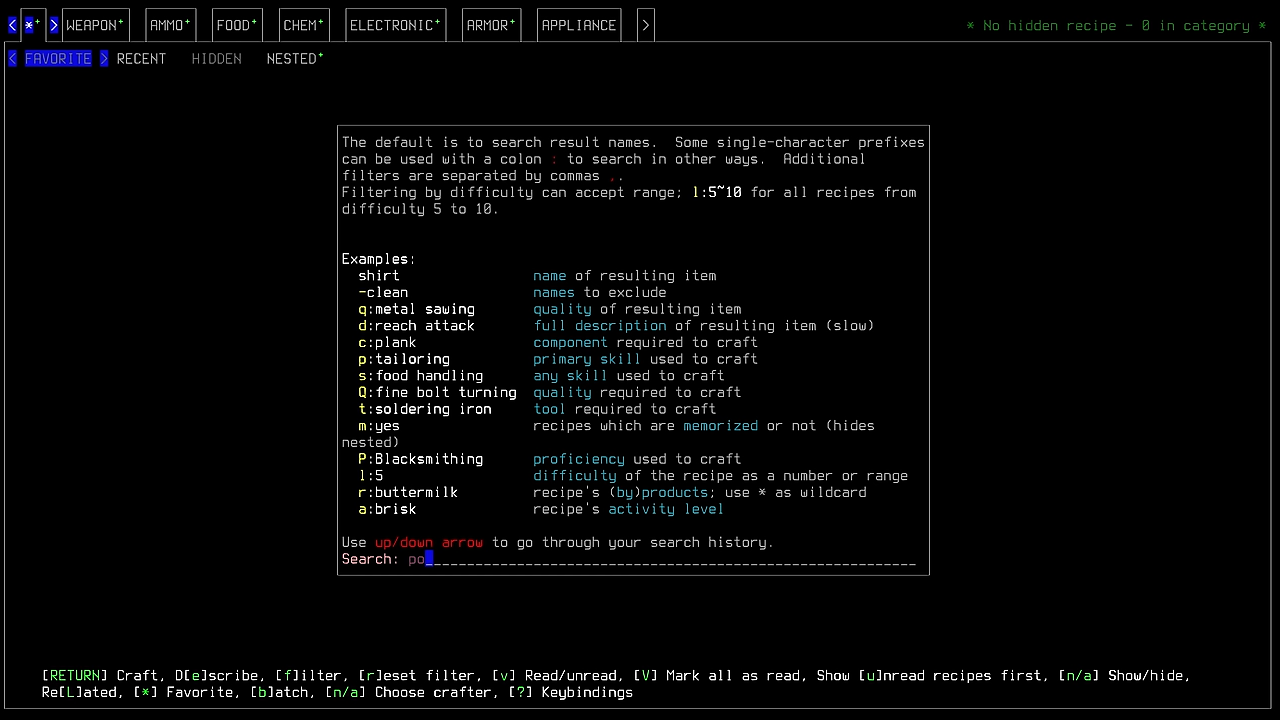 < *⁺ > WEAPON⁺ AMMO⁺ FOOD⁺ CHEM⁺ ELECTRONIC⁺ ARMOR⁺ APPLIANCE > * No hidden recipe - 0 in category *
< FAVORITE > RECENT HIDDEN NESTED⁺
The default is to search result names.  Some single-character prefixes
can be used with a colon : to search in other ways.  Additional
filters are separated by commas ,.
Filtering by difficulty can accept range; l:5~10 for all recipes from
difficulty 5 to 10.
Examples:
shirt name of resulting item
-clean names to exclude
q:metal sawing quality of resulting item
d:reach attack full description of resulting item (slow)
c:plank component required to craft
p:tailoring primary skill used to craft
s:food handling any skill used to craft
Q:fine bolt turning quality required to craft
t:soldering iron tool required to craft
m:yes recipes which are memorized or not (hides
nested)
P:Blacksmithing proficiency used to craft
l:5 difficulty of the recipe as a number or range
r:buttermilk recipe's (by)products; use * as wildcard
a:brisk recipe's activity level
Use up/down arrow to go through your search history.
Search: po
[RETURN] Craft, D[e]scribe, [f]ilter, [r]eset filter, [v] Read/unread, [V] Mark all as read, Show [u]nread recipes first, [n/a] Show/hide,
Re[L]ated, [*] Favorite, [b]atch, [n/a] Choose crafter, [?] Keybindings